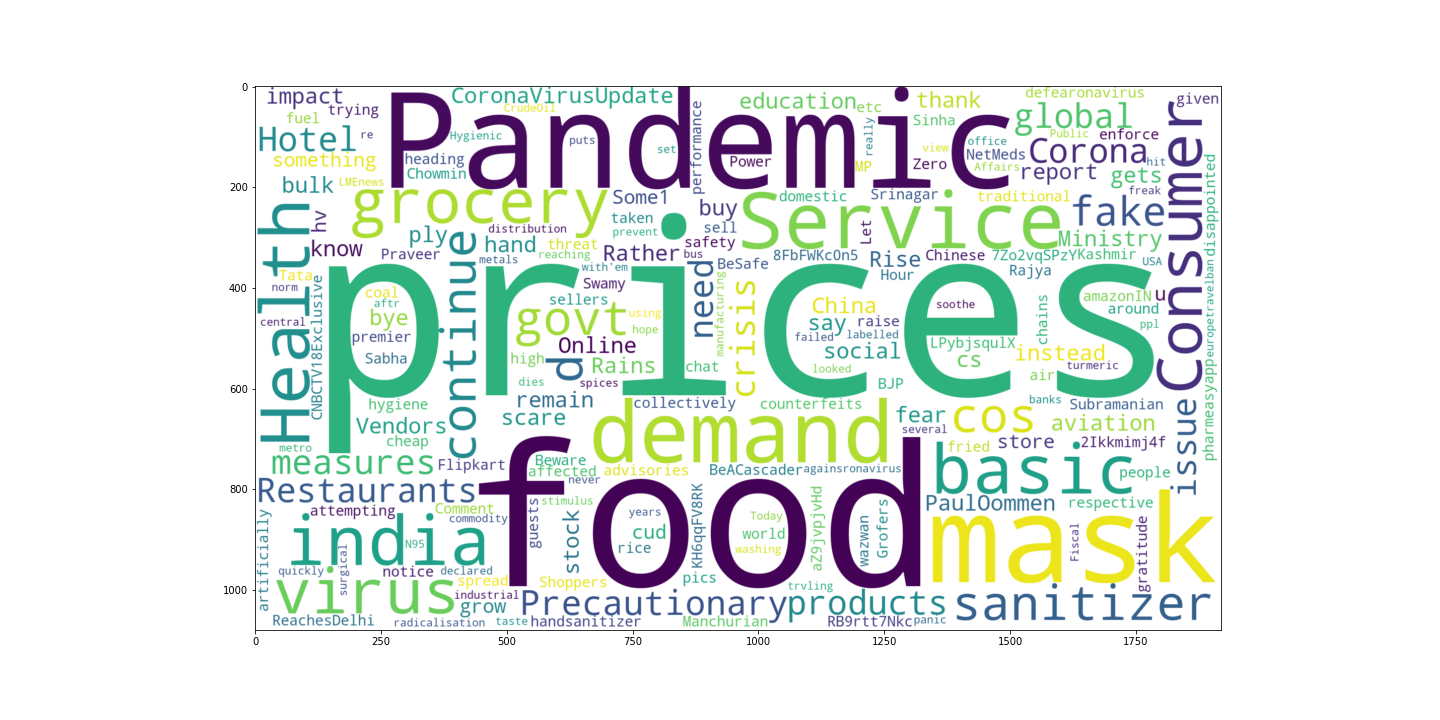 0
200
400
600
800
1000
0
250
500
750
1000
1250
1500
1750
impact
trying
fuel
re
Hotel
something
bulk
LMEnews
CoronaVirusUpdate
CrudeOil
Hygienic
puts
set
heading
Chowmin
Pandemic
performance
Power
education
etc
really
MP
thank
Sinha
view
Zero
office
Public
NetMeds
Affairs
defearonavirus
global
enforce
Corona
report
hit
gets
freak
given
Consumer
disappointed
grocery
Some1
taken
prevent
distribution
buy
sell
Service
domestic
Srinagar
traditional
fake
Ministry
Let
Health
hv
know
Praveer
ply
hand
metals
threat
reaching
Rather
safety
bus
with'em
BeSafe
8FbFWKcOn5
Rise
Hour
Chinese
7Zo2vqSPzY
Kashmir
Rajya
USA
europetravelban
Tata
norm
central
CNBCTV18Exclusive
coal
aftr
bye
premier
Sabha
continue
prices
Swamy
sellers
govt
using
hope
need
manufacturing
crisis
China
say
raise
failed
labelled
social
looked
soothe
LPybjsqulX
cs
chains
amazonIN
u
around
ppl
instead
turmeric
air
banks
Online
high
d
Rains
chat
BJP
dies
spices
remain
scare
collectively
counterfeits
hygiene
Vendors
cheap
metro
measures
Flipkart
demand
fear
several
cos
aviation
Subramanian
fried
store
2Ikkmimj4f
issue
pharmeasyapp
Beware
affected
never
advisories
BeACascader
againsronavirus
basic
people
Restaurants
attempting
Comment
commodity
stimulus
guests
food
years
cud
rice
stock
KH6qqFV8RK
Today
world
washing
aZ9jvpjvHd
wazwan
Grofers
PaulOommen
respective
mask
Fiscal
gratitude
artificially
india
N95
surgical
quickly
notice
declared
virus
spread
industrial
grow
Shoppers
pics
trvling
Precautionary
products
sanitizer
ReachesDelhi
radicalisation
taste
handsanitizer
Manchurian
RB9rtt7Nkc
panic